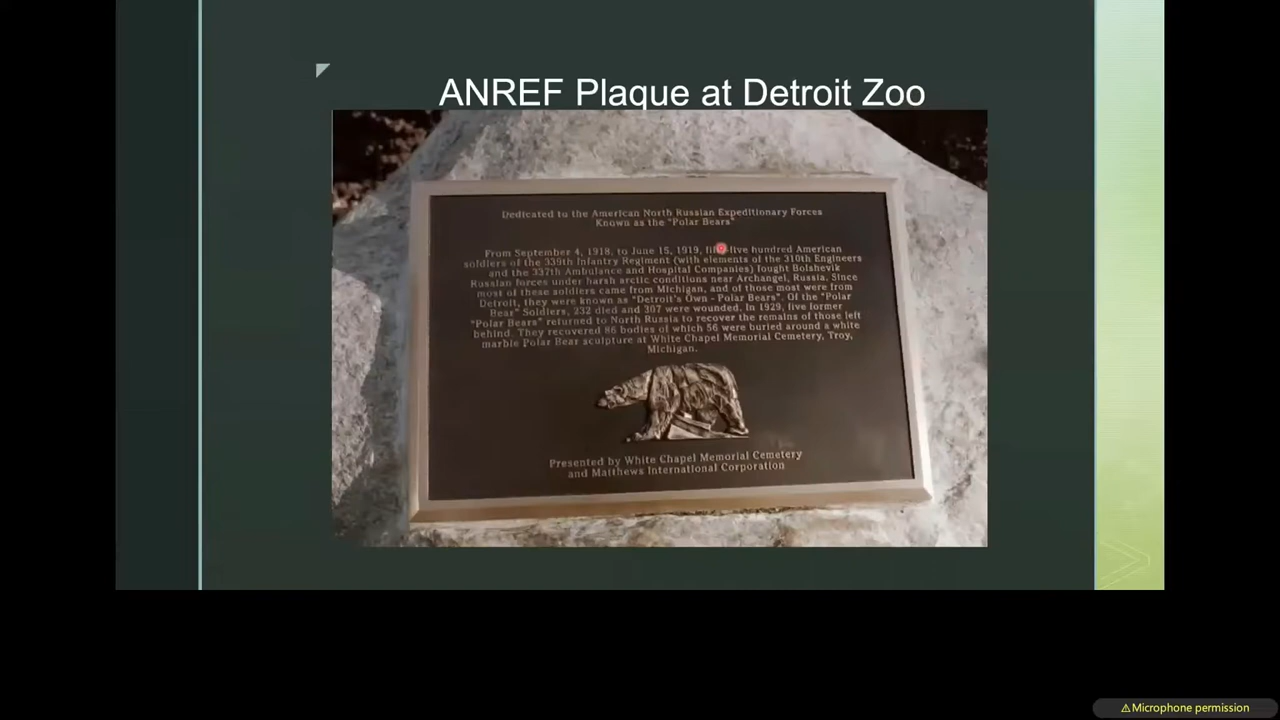 ANREF Plaque at Detroit Zoo
Dedicated to the American North Russian Expeditionary Forces
Known as the "Polar Bears"
From September 4, 1918, to June 15, 1919, five hundred American
soldiers of the 339th Infantry Regiment (with elements of the 310th Engineers
and the 337th Ambulance and Hospital Companies) fought Bolshevik
Russian forces under harsh arctic conditions near Archangel, Russia. Since
most of these soldiers came from Michigan, and of those most were from
Detroit, they were known as "Detroit's Own - Polar Bears". Of the "Polar
Bear" Soldiers, 232 died and 307 were wounded. In 1929, five former
"Polar Bears" returned to North Russia to recover the remains of those left
behind. They recovered 86 bodies of which 56 were buried around a white
marble Polar Bear sculpture at White Chapel Memorial Cemetery, Troy,
Michigan.
Presented by White Chapel Memorial Cemetery
and Matthews International Corporation
⚠Microphone permission